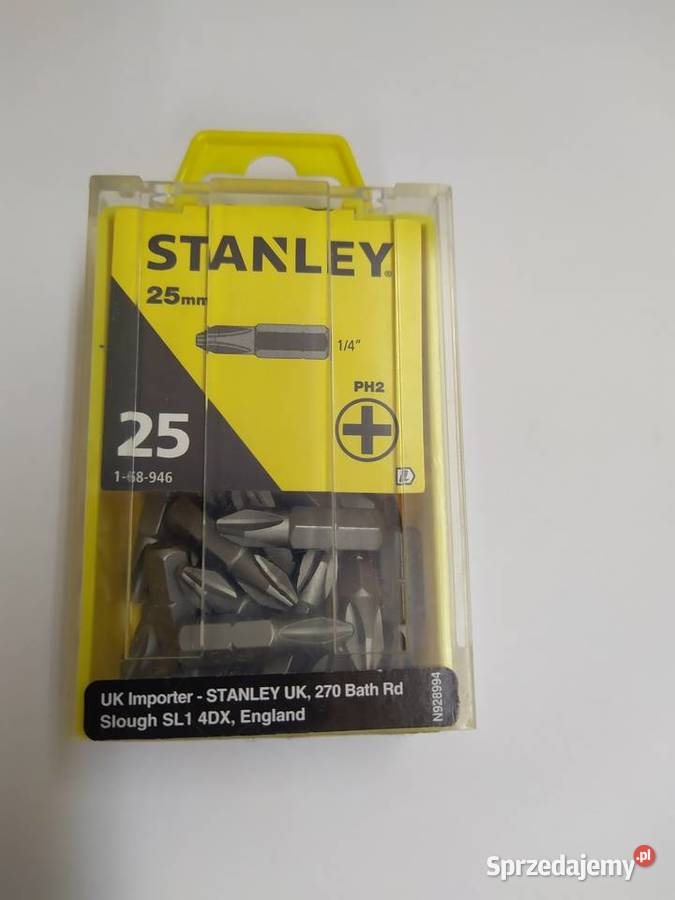 STANLEY®
25mm
1/4"
PH2
25
1-68-946
UK Importer - STANLEY UK, 270 Bath Rd
Slough SL1 4DX, England
N928994
Sprzedajemy.pl